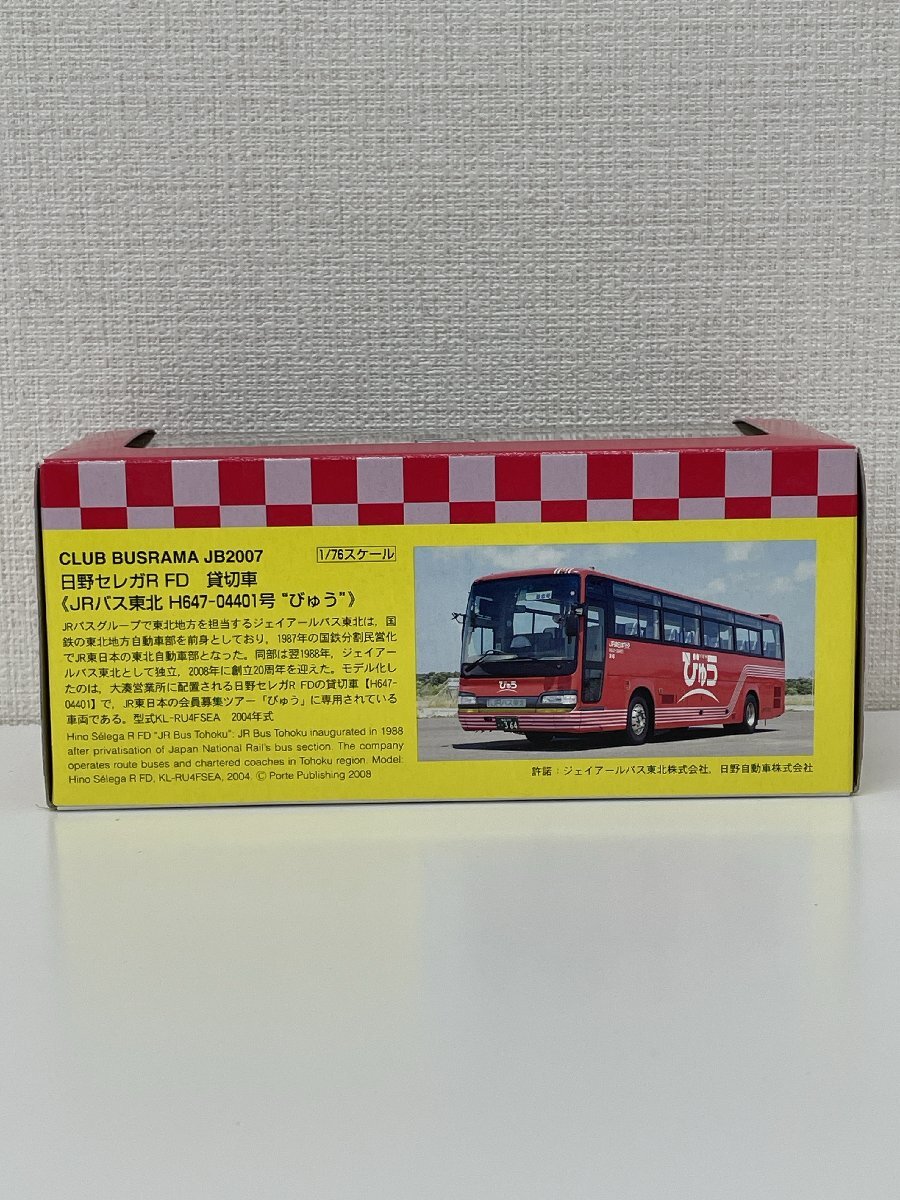 CLUB BUSRAMA JB2007
1/76スケール
日野セレガR FD 貸切車
《JRバス東北 H647-04401号 “びゅう”》
JRバスグループで東北地方を担当するジェイアールバス東北は，国
鉄の東北地方自動車部を前身としており，1987年の国鉄分割民営化
でJR東日本の東北自動車部となった。同部は翌1988年，ジェイアー
ルバス東北として独立，2008年に創立20周年を迎えた。モデル化し
たのは，大湊営業所に配置される日野セレガR FDの貸切車【H647-
04401】で，JR東日本の会員募集ツアー「びゅう」に専用されている
車両である。型式KL-RU4FSEA 2004年式
Hino Sélega R FD "JR Bus Tohoku": JR Bus Tohoku inaugurated in 1988
after privatisation of Japan National Rail's bus section. The company
operates route buses and chartered coaches in Tohoku region. Model:
Hino Sélega R FD, KL-RU4FSEA, 2004. © Porte Publishing 2008
びゅう
JRバス東北
364
びゅう
許諾：ジェイアールバス東北株式会社，日野自動車株式会社